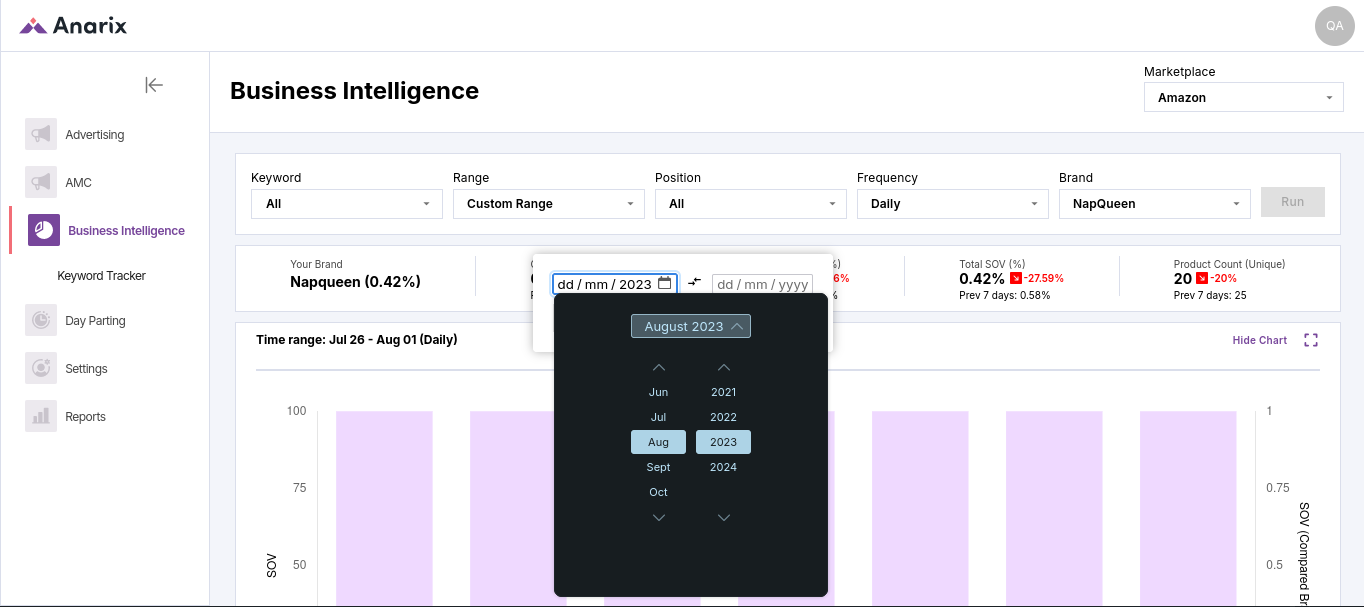 Anarix
QA
Business Intelligence
Marketplace
Amazon
Advertising
AMC
Business Intelligence
Keyword Tracker
Day Parting
Settings
Reports
Keyword
Range
Position
Frequency
Brand
All
Custom Range
All
Daily
NapQueen
Run
Your Brand
Napqueen (0.42%)
%)
6%
%
Total SOV (%)
0.42% -27.59%
Prev 7 days: 0.58%
Product Count (Unique)
20 -20%
Prev 7 days: 25
dd / mm / 2023
dd / mm / yyyy
August 2023
Jun 2021
Jul 2022
Aug 2023
Sept 2024
Oct
Time range: Jul 26 - Aug 01 (Daily)
Hide Chart
100
75
50
SOV
1
0.75
0.5
SOV (Compared Br